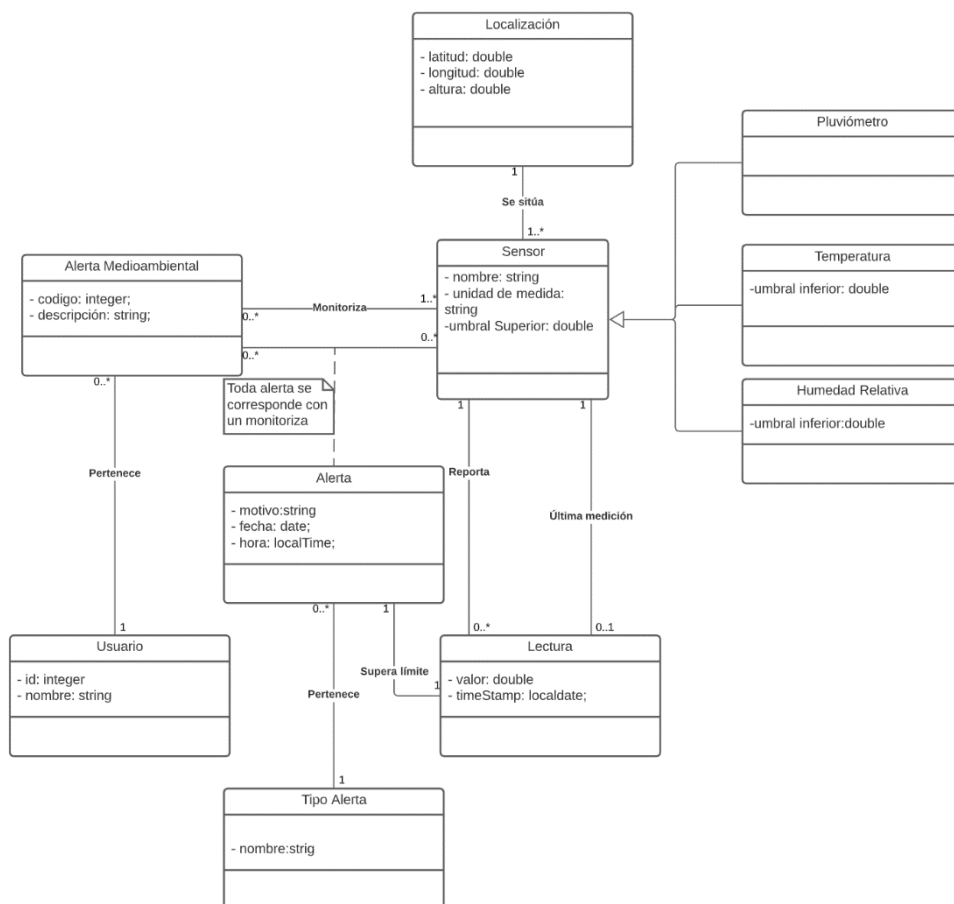 Localización
- latitud: double
- longitud: double
- altura: double
1
Se sitúa
1..*
Pluviómetro
Sensor
- nombre: string
- unidad de medida:
string
-umbral Superior: double
Temperatura
-umbral inferior: double
Humedad Relativa
-umbral inferior:double
Alerta Medioambiental
- codigo: integer;
- descripción: string;
Monitoriza
1..*
0..*
0..*
0..*
0..*
Toda alerta se
corresponde con
un monitoriza
1
1
Pertenece
Reporta
Última medición
Alerta
- motivo:string
- fecha: date;
- hora: localTime;
0..*
1
1
0..*
0..1
Usuario
- id: integer
- nombre: string
Supera límite
1
Pertenece
Lectura
- valor: double
- timeStamp: localdate;
1
Tipo Alerta
- nombre:strig